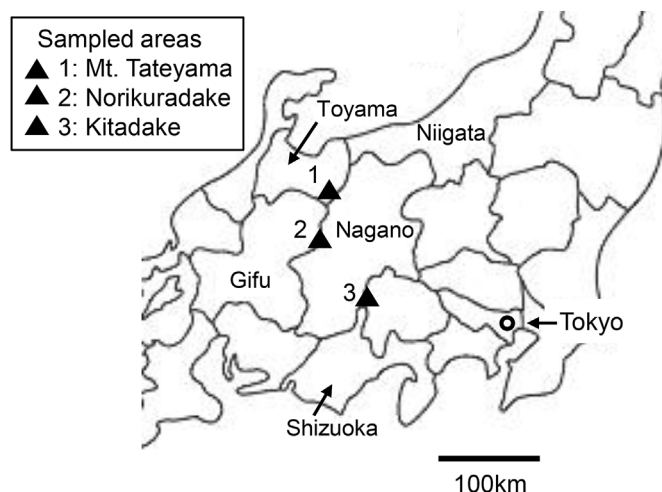 Sampled areas
▲ 1: Mt. Tateyama
▲ 2: Norikuradake
▲ 3: Kitadake
Toyama
Niigata
1
2
Nagano
Gifu
3
Tokyo
Shizuoka
100km